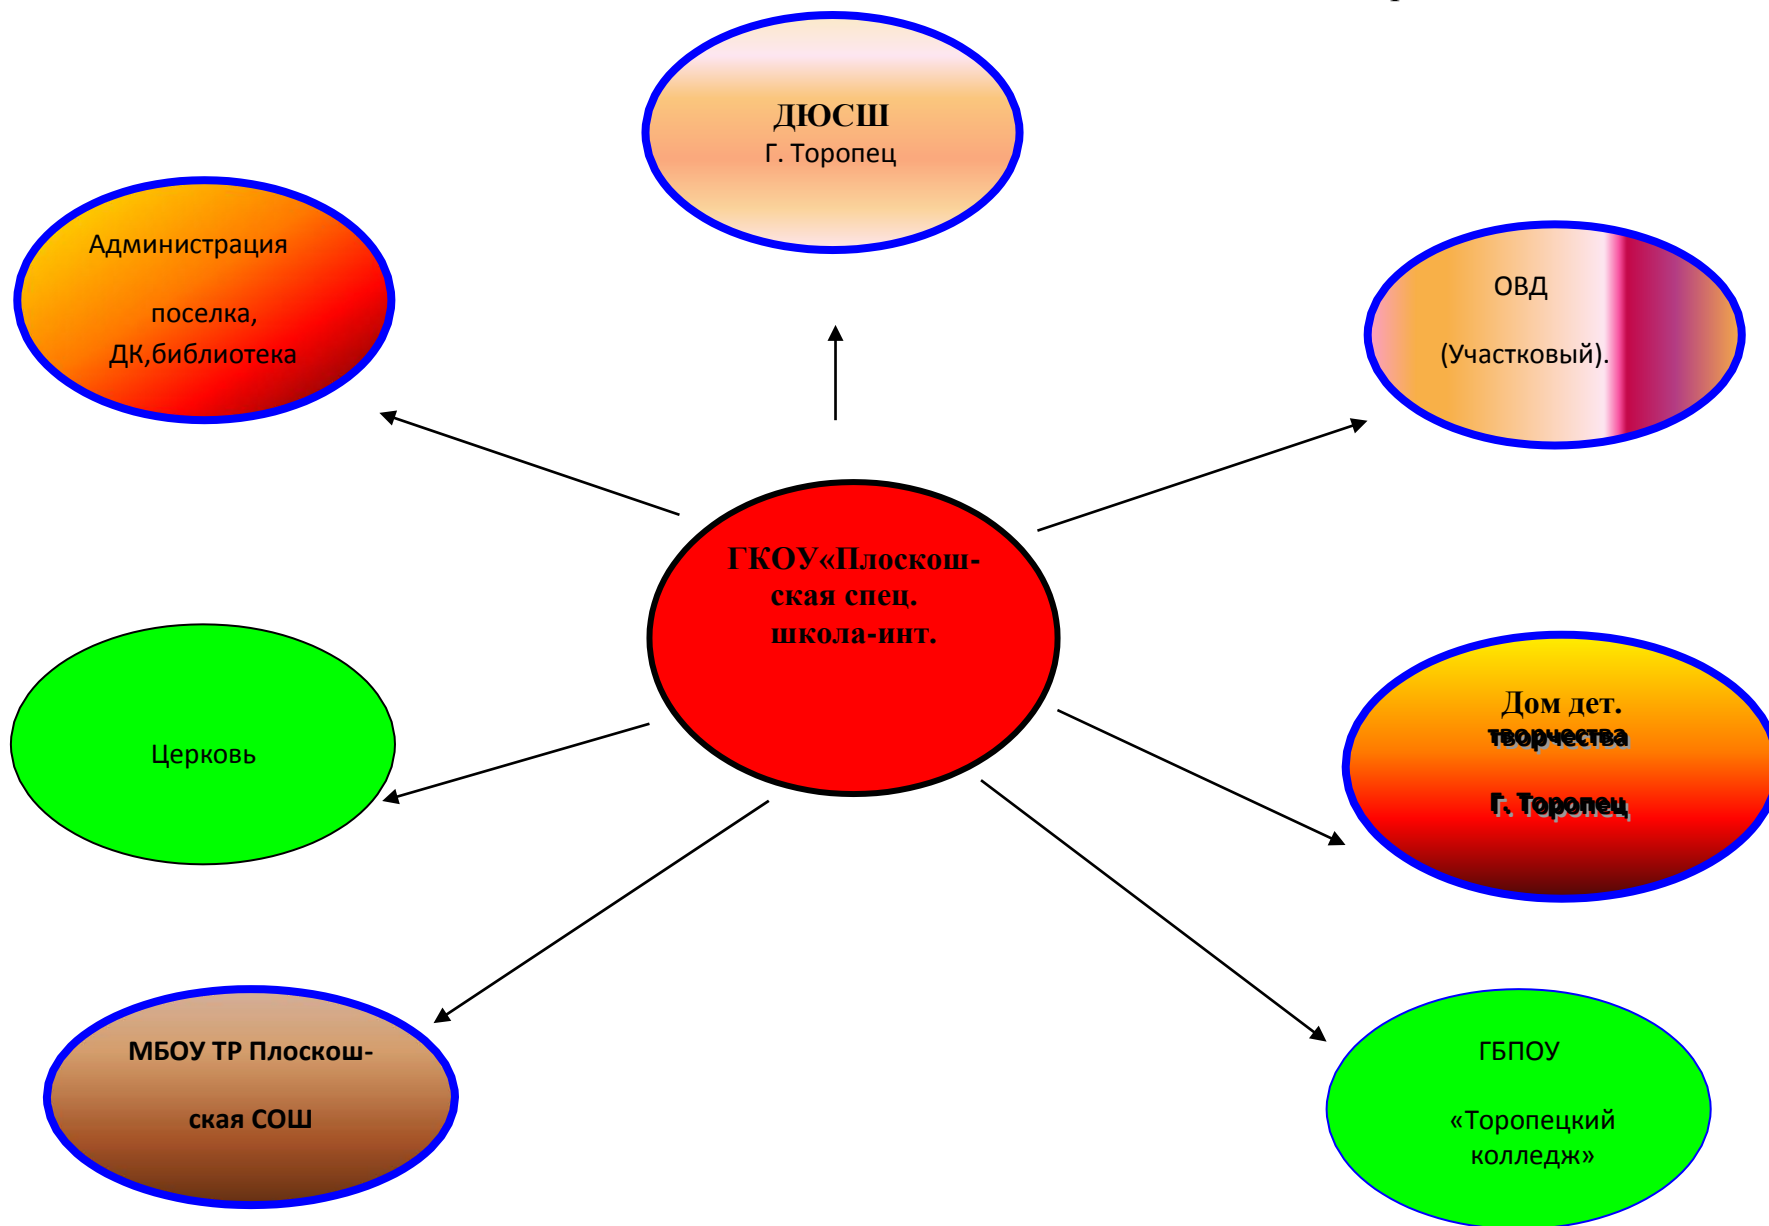 ДЮСШ
Г. Торопец
Администрация
поселка,
ДК,библиотека
ОВД
(Участковый).
ГКОУ«Плоскош-
ская спец.
школа-инт.
Церковь
Дом дет.
творчества
Г. Торопец
МБОУ ТР Плоскош-
ская СОШ
ГБПОУ
«Торопецкий
колледж»